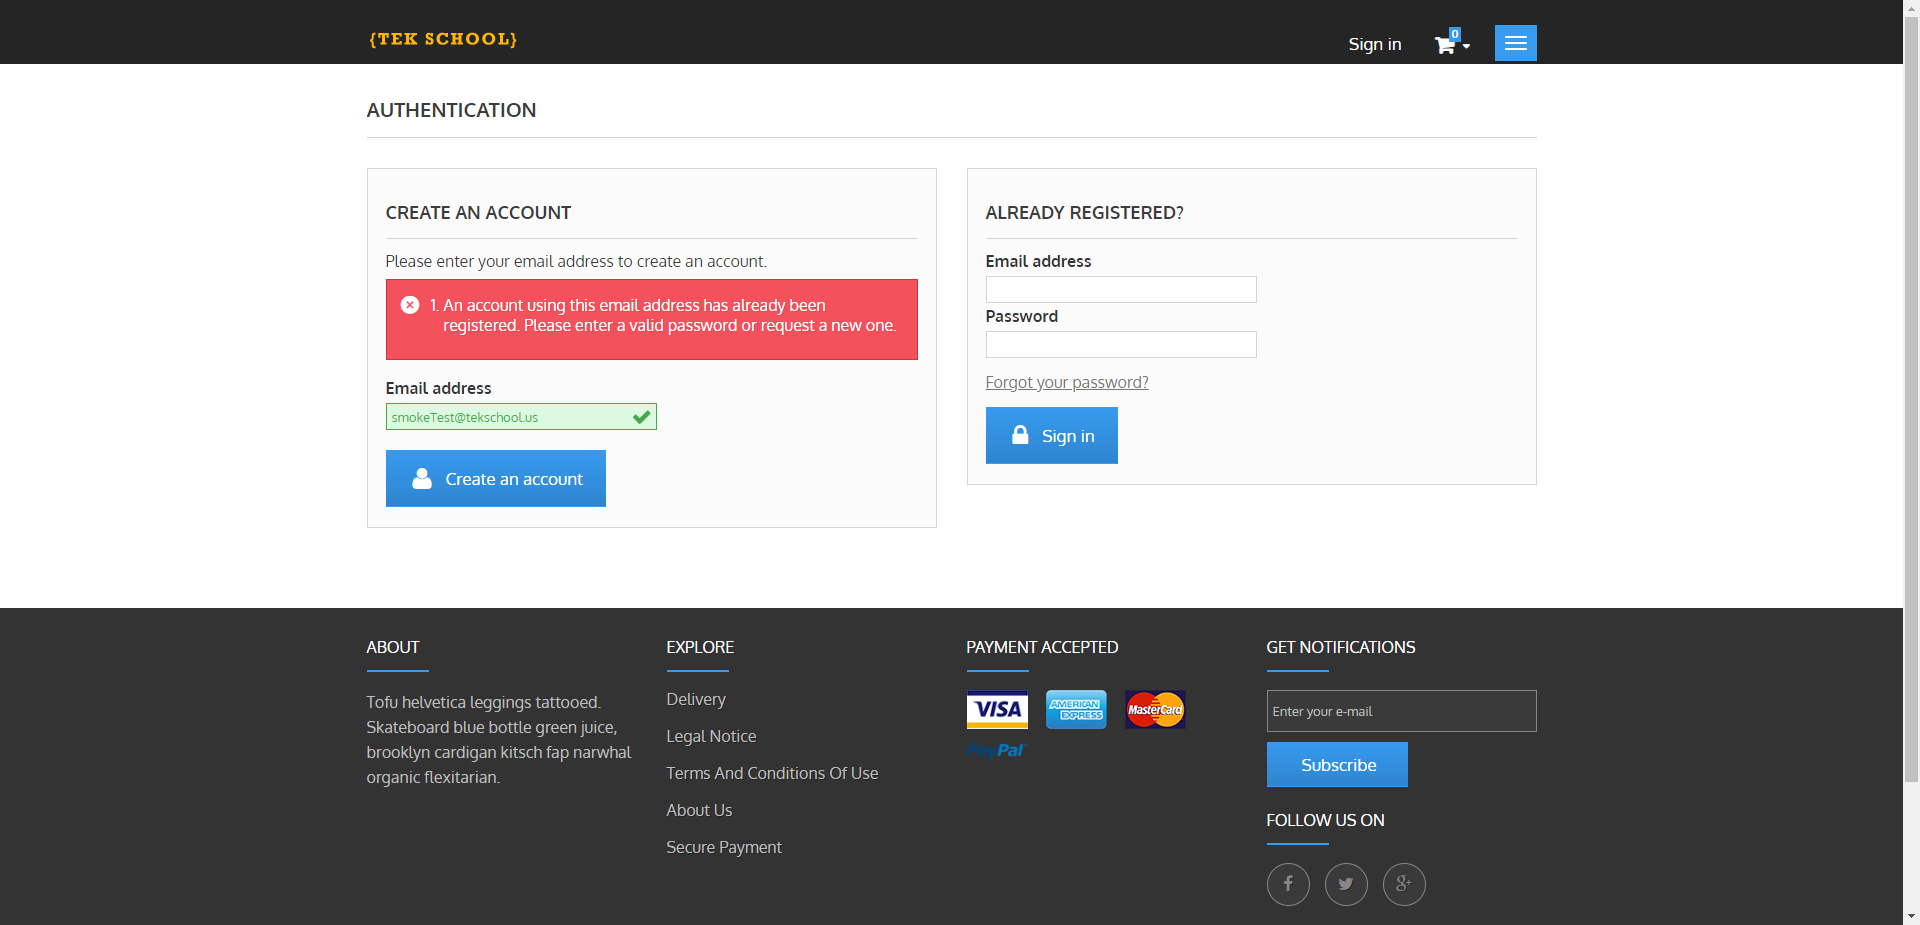 {TEK SCHOOL}
Sign in
0
AUTHENTICATION
CREATE AN ACCOUNT
Please enter your email address to create an account.
1. An account using this email address has already been
registered. Please enter a valid password or request a new one.
Email address
smokeTest@tekschool.us
Create an account
ALREADY REGISTERED?
Email address
Password
Forgot your password?
Sign in
ABOUT
Tofu helvetica leggings tattooed.
Skateboard blue bottle green juice,
brooklyn cardigan kitsch fap narwhal
organic flexitarian.
EXPLORE
Delivery
Legal Notice
Terms And Conditions Of Use
About Us
Secure Payment
PAYMENT ACCEPTED
VISA
AMERICAN
EXPRESS
MasterCard
PayPal
GET NOTIFICATIONS
Enter your e-mail
Subscribe
FOLLOW US ON